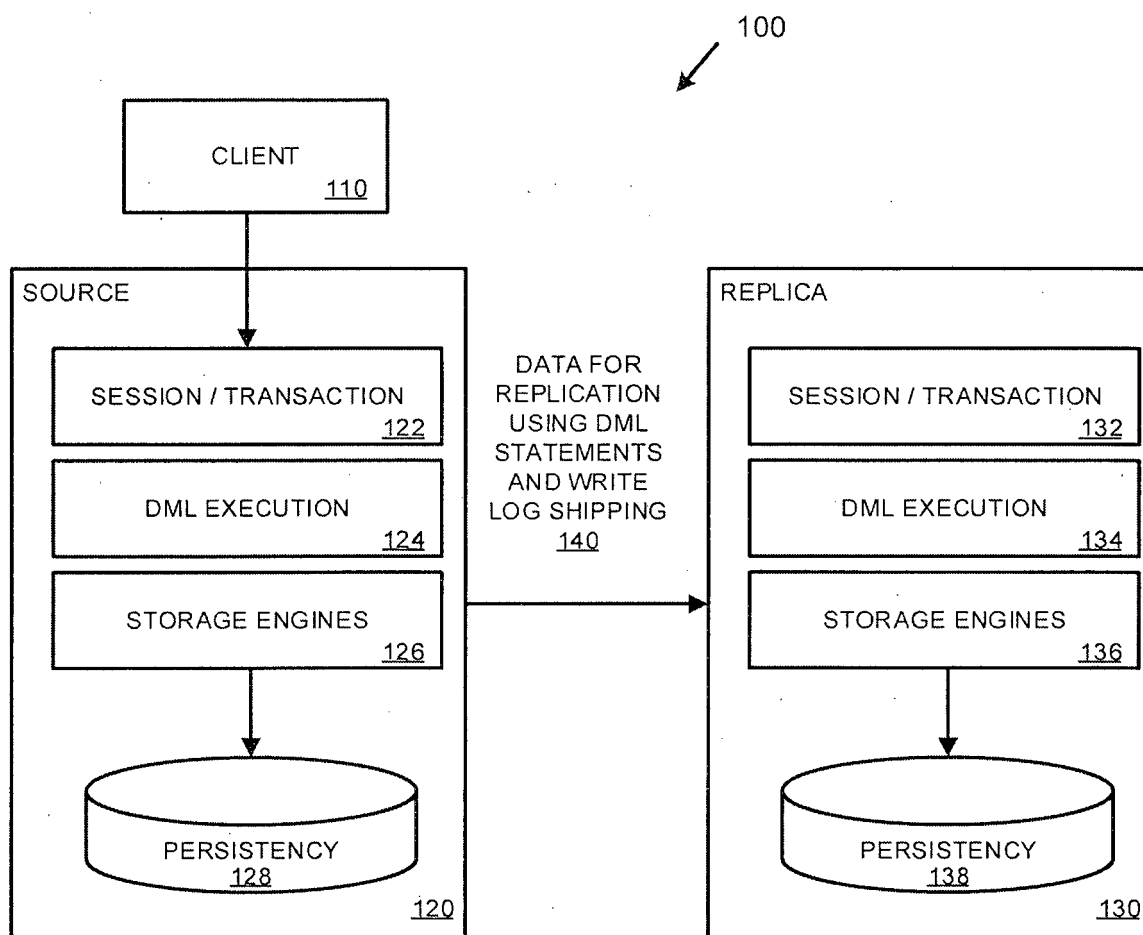 100
CLIENT
110
SOURCE
SESSION / TRANSACTION
122
DML EXECUTION
124
STORAGE ENGINES
126
PERSISTENCY
128
120
DATA FOR
REPLICATION
USING DML
STATEMENTS
AND WRITE
LOG SHIPPING
140
REPLICA
SESSION / TRANSACTION
132
DML EXECUTION
134
STORAGE ENGINES
136
PERSISTENCY
138
130